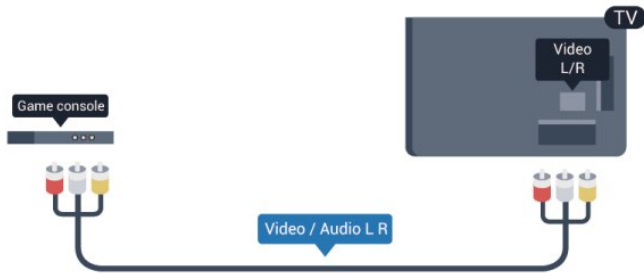 TV
Video
L/R
Game console
Video / Audio L R